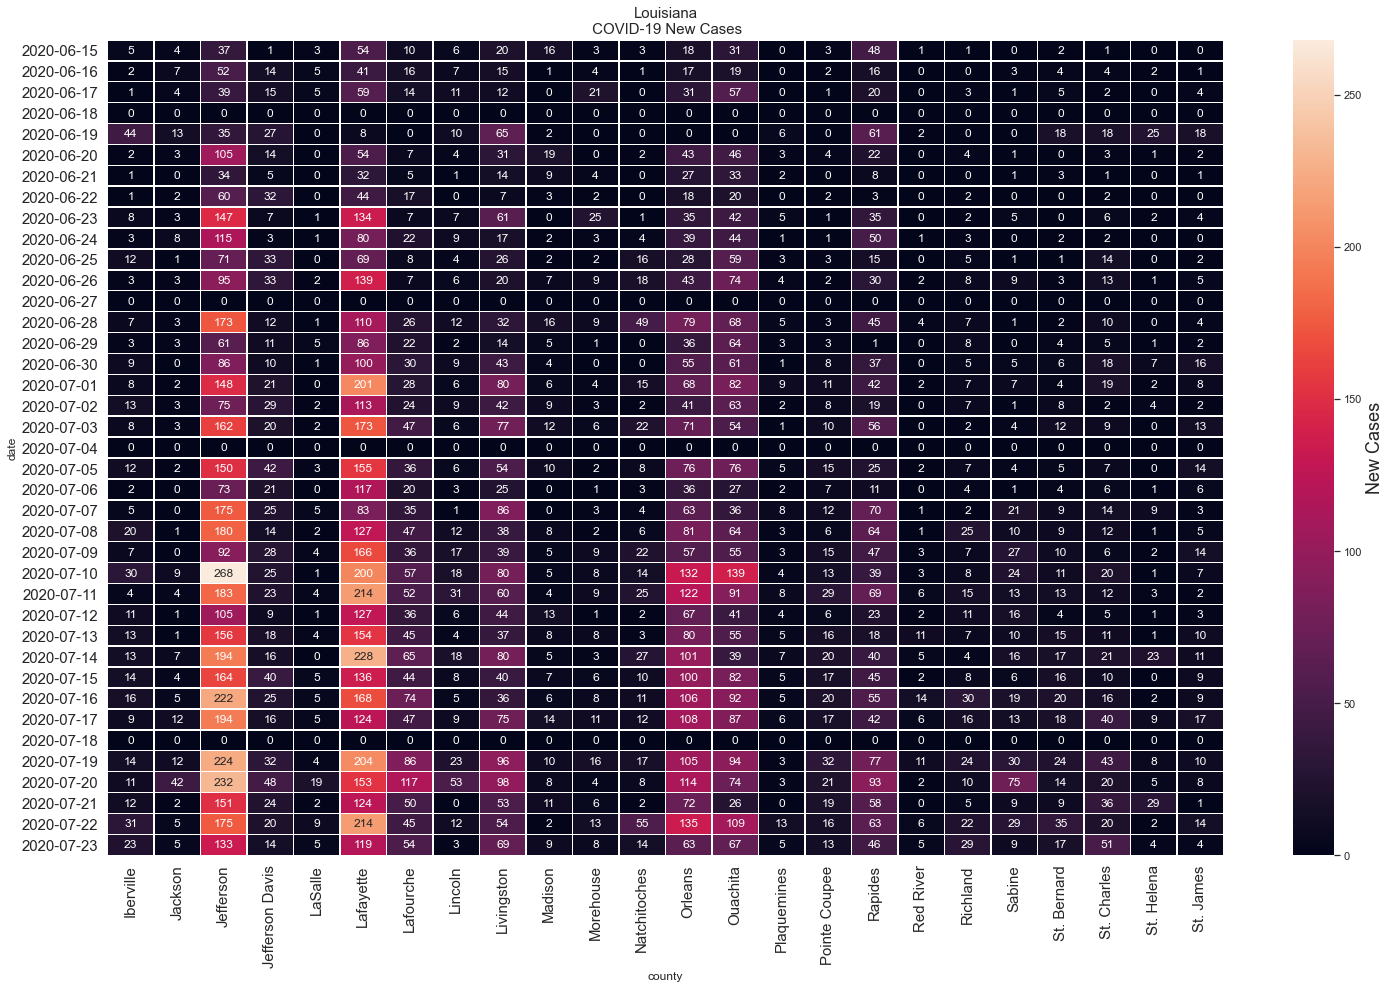 Louisiana
COVID-19 New Cases
2020-06-15 5 4 37 1 3 54 10 6 20 16 3 3 18 31 0 3 48 1 1 0 2 1 0 0
2020-06-16 2 7 52 14 5 41 16 7 15 1 4 1 17 19 0 2 16 0 0 3 4 4 2 1
2020-06-17 1 4 39 15 5 59 14 11 12 0 21 0 31 57 0 1 20 0 3 1 5 2 0 4
2020-06-18 0 0 0 0 0 0 0 0 0 0 0 0 0 0 0 0 0 0 0 0 0 0 0 0
2020-06-19 44 13 35 27 0 8 0 10 65 2 0 0 0 0 6 0 61 2 0 0 18 18 25 18
2020-06-20 2 3 105 14 0 54 7 4 31 19 0 2 43 46 3 4 22 0 4 1 0 3 1 2
2020-06-21 1 0 34 5 0 32 5 1 14 9 4 0 27 33 2 0 8 0 0 1 3 1 0 1
2020-06-22 1 2 60 32 0 44 17 0 7 3 2 0 18 20 0 2 3 0 2 0 0 2 0 0
2020-06-23 8 3 147 7 1 134 7 7 61 0 25 1 35 42 5 1 35 0 2 5 0 6 2 4
2020-06-24 3 8 115 3 1 80 22 9 17 2 3 4 39 44 1 1 50 1 3 0 2 2 0 0
2020-06-25 12 1 71 33 0 69 8 4 26 2 2 16 28 59 3 3 15 0 5 1 1 14 0 2
2020-06-26 3 3 95 33 2 139 7 6 20 7 9 18 43 74 4 2 30 2 8 9 3 13 1 5
2020-06-27 0 0 0 0 0 0 0 0 0 0 0 0 0 0 0 0 0 0 0 0 0 0 0 0
2020-06-28 7 3 173 12 1 110 26 12 32 16 9 49 79 68 5 3 45 4 7 1 2 10 0 4
2020-06-29 3 3 61 11 5 86 22 2 14 5 1 0 36 64 3 3 1 0 8 0 4 5 1 2
2020-06-30 9 0 86 10 1 100 30 9 43 4 0 0 55 61 1 8 37 0 5 5 6 18 7 16
2020-07-01 8 2 148 21 0 201 28 6 80 6 4 15 68 82 9 11 42 2 7 7 4 19 2 8
2020-07-02 13 3 75 29 2 113 24 9 42 9 3 2 41 63 2 8 19 0 7 1 8 2 4 2
2020-07-03 8 3 162 20 2 173 47 6 77 12 6 22 71 54 1 10 56 0 2 4 12 9 0 13
2020-07-04 0 0 0 0 0 0 0 0 0 0 0 0 0 0 0 0 0 0 0 0 0 0 0 0
2020-07-05 12 2 150 42 3 155 36 6 54 10 2 8 76 76 5 15 25 2 7 4 5 7 0 14
2020-07-06 2 0 73 21 0 117 20 3 25 0 1 3 36 27 2 7 11 0 4 1 4 6 1 6
2020-07-07 5 0 175 25 5 83 35 1 86 0 3 4 63 36 8 12 70 1 2 21 9 14 9 3
2020-07-08 20 1 180 14 2 127 47 12 38 8 2 6 81 64 3 6 64 1 25 10 9 12 1 5
2020-07-09 7 0 92 28 4 166 36 17 39 5 9 22 57 55 3 15 47 3 7 27 10 6 2 14
2020-07-10 30 9 268 25 1 200 57 18 80 5 8 14 132 139 4 13 39 3 8 24 11 20 1 7
2020-07-11 4 4 183 23 4 214 52 31 60 4 9 25 122 91 8 29 69 6 15 13 13 12 3 2
2020-07-12 11 1 105 9 1 127 36 6 44 13 1 2 67 41 4 6 23 2 11 16 4 5 1 3
2020-07-13 13 1 156 18 4 154 45 4 37 8 8 3 80 55 5 16 18 11 7 10 15 11 1 10
2020-07-14 13 7 194 16 0 228 65 18 80 5 3 27 101 39 7 20 40 5 4 16 17 21 23 11
2020-07-15 14 4 164 40 5 136 44 8 40 7 6 10 100 82 5 17 45 2 8 6 16 10 0 9
2020-07-16 16 5 222 25 5 168 74 5 36 6 8 11 106 92 5 20 55 14 30 19 20 16 2 9
2020-07-17 9 12 194 16 5 124 47 9 75 14 11 12 108 87 6 17 42 6 16 13 18 40 9 17
2020-07-18 0 0 0 0 0 0 0 0 0 0 0 0 0 0 0 0 0 0 0 0 0 0 0 0
2020-07-19 14 12 224 32 4 204 86 23 96 10 16 17 105 94 3 32 77 11 24 30 24 43 8 10
2020-07-20 11 42 232 48 19 153 117 53 98 8 4 8 114 74 3 21 93 2 10 75 14 20 5 8
2020-07-21 12 2 151 24 2 124 50 0 53 11 6 2 72 26 0 19 58 0 5 9 9 36 29 1
2020-07-22 31 5 175 20 9 214 45 12 54 2 13 55 135 109 13 16 63 6 22 29 35 20 2 14
2020-07-23 23 5 133 14 5 119 54 3 69 9 8 14 63 67 5 13 46 5 29 9 17 51 4 4
date
Iberville Jackson Jefferson Jefferson Davis LaSalle Lafayette Lafourche Lincoln Livingston Madison Morehouse Natchitoches Orleans Ouachita Plaquemines Pointe Coupee Rapides Red River Richland Sabine St. Bernard St. Charles St. Helena St. James
county
250
200
150
100
50
0
New Cases